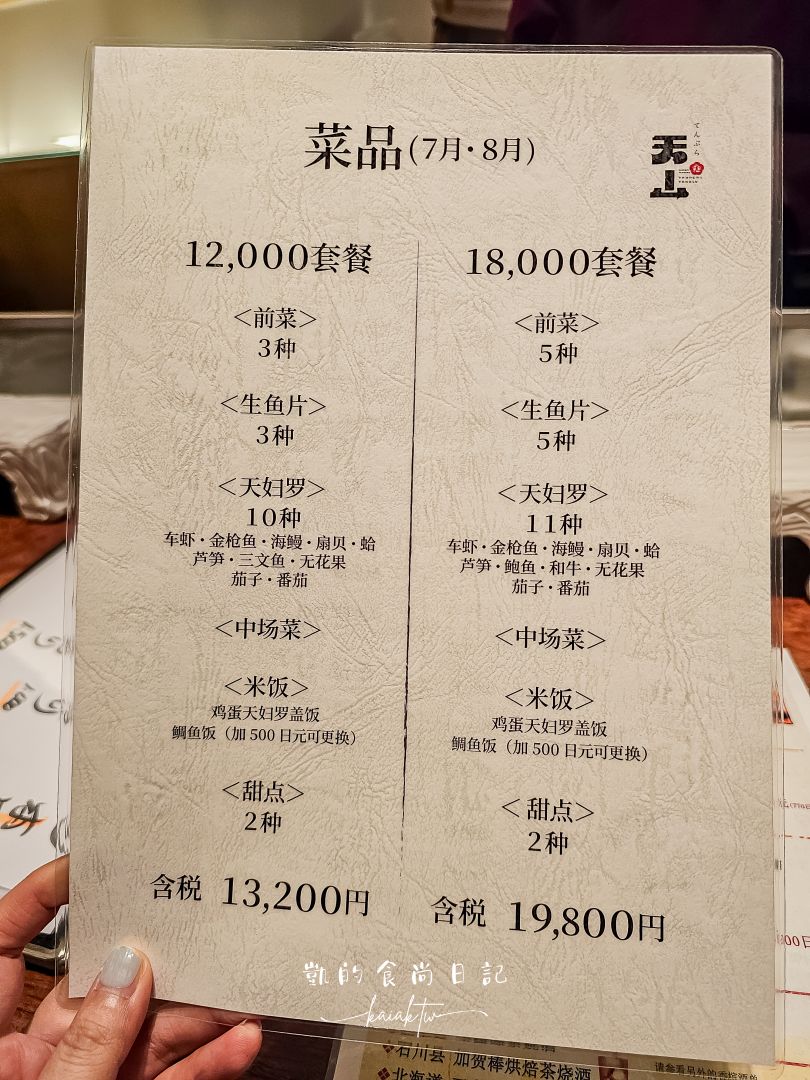 菜品(7月・8月)
てんぷら
天山
12,000套餐
<前菜>
3种
<生鱼片>
3种
<天妇罗>
10种
车虾・金枪鱼・海鳗・扇贝・蛤
芦笋・三文鱼・无花果
茄子・番茄
<中场菜>
<米饭>
鸡蛋天妇罗盖饭
鲷鱼饭（加 500 日元可更换）
<甜点>
2种
含税 13,200円
18,000套餐
<前菜>
5种
<生鱼片>
5种
<天妇罗>
11种
车虾・金枪鱼・海鳗・扇贝・蛤
芦笋・鲍鱼・和牛・无花果
茄子・番茄
<中场菜>
<米饭>
鸡蛋天妇罗盖饭
鲷鱼饭（加 500 日元可更换）
<甜点>
2种
含税 19,800円
凱的食尚日記
kaiaktw
石川县 加贺棒烘焙茶烧酒
北海道